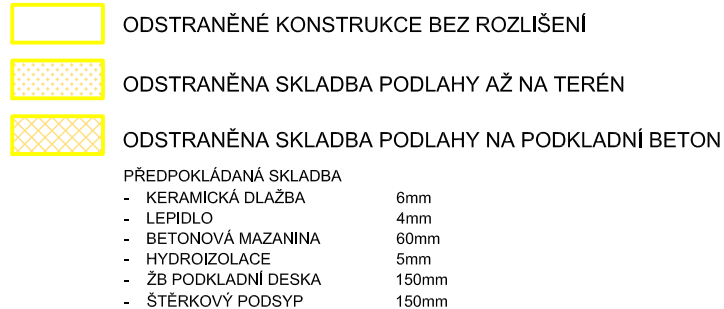 ODSTRANĚNÉ KONSTRUKCE BEZ ROZLIŠENÍ
ODSTRANĚNA SKLADBA PODLAHY AŽ NA TERÉN
ODSTRANĚNA SKLADBA PODLAHY NA PODKLADNÍ BETON
PŘEDPOKLÁDANÁ SKLADBA
- KERAMICKÁ DLAŽBA 6mm
- LEPIDLO 4mm
- BETONOVÁ MAZANINA 60mm
- HYDROIZOLACE 5mm
- ŽB PODKLADNÍ DESKA 150mm
- ŠTĚRKOVÝ PODSYP 150mm